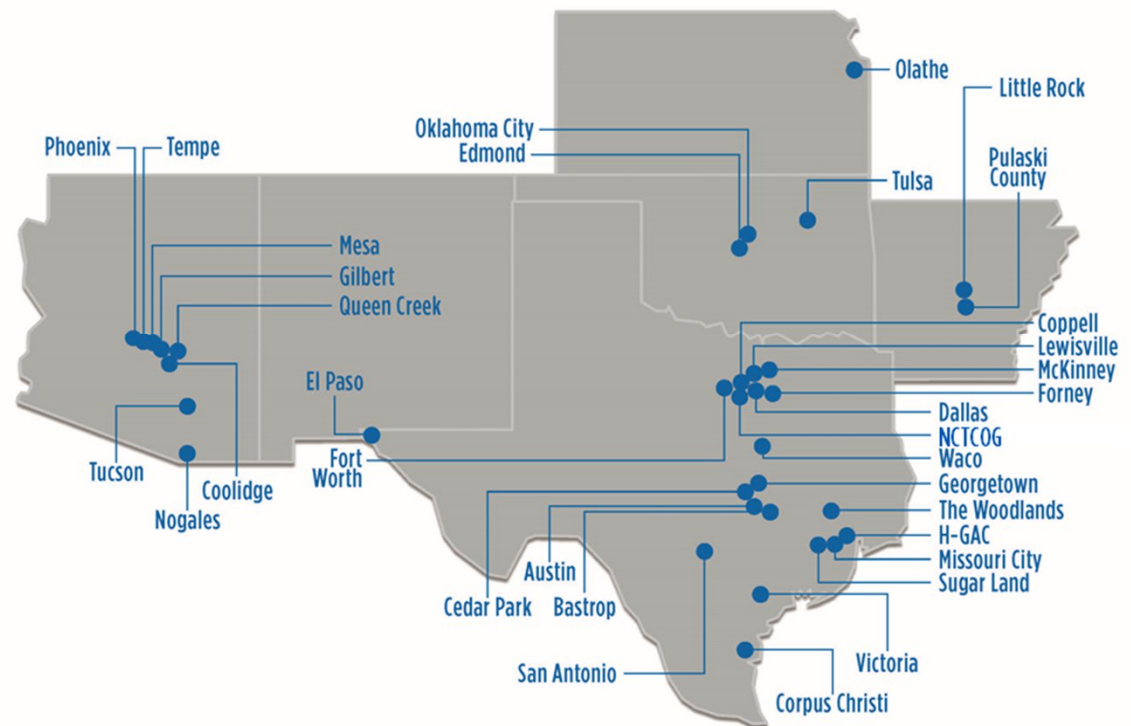 Olathe
Little Rock
Oklahoma City
Edmond
Phoenix
Tempe
Pulaski
County
Tulsa
Mesa
Gilbert
Queen Creek
Coppell
Lewisville
McKinney
Forney
El Paso
Dallas
NCTCOG
Fort
Worth
Waco
Tucson
Coolidge
Nogales
Georgetown
The Woodlands
H-GAC
Missouri City
Sugar Land
Austin
Cedar Park
Bastrop
Victoria
San Antonio
Corpus Christi